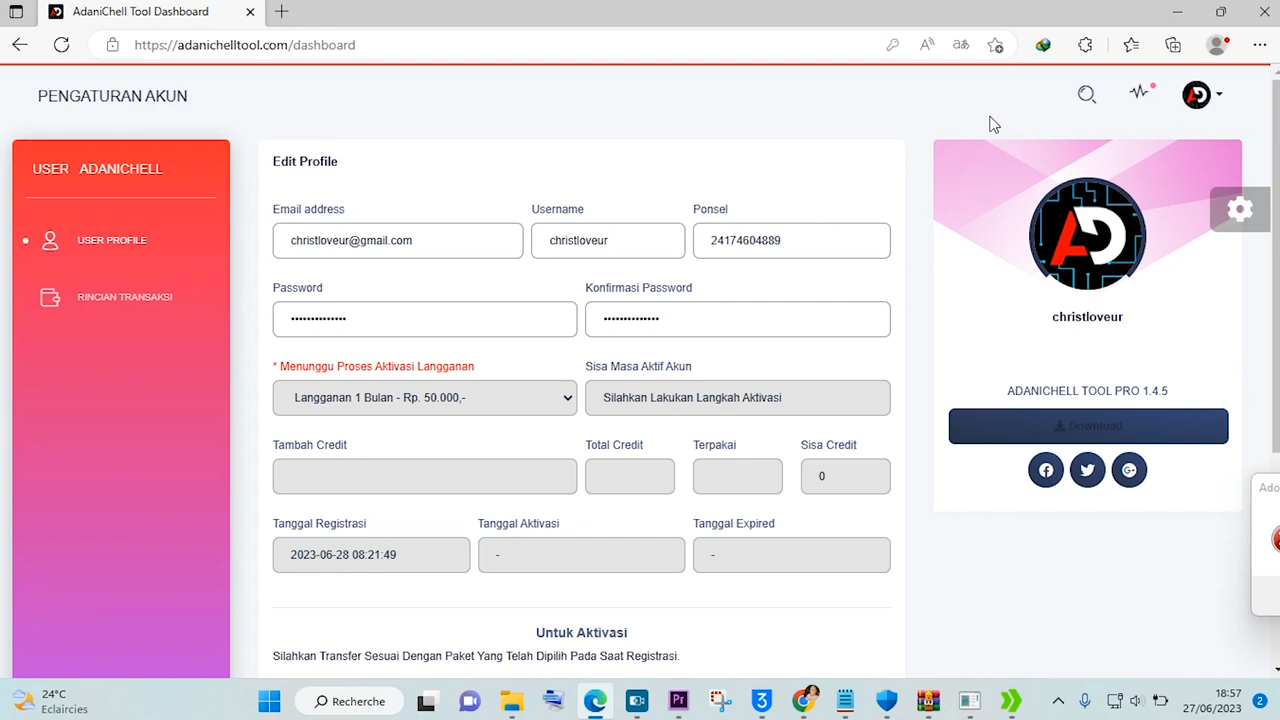 AdaniChell Tool Dashboard
https://adanichelltool.com/dashboard
PENGATURAN AKUN
USER ADANICHELL
USER PROFILE
RINCIAN TRANSAKSI
Edit Profile
Email address
Username
Ponsel
christloveur@gmail.com
christloveur
24174604889
Password
Konfirmasi Password
••••••••••••••
••••••••••••••
* Menunggu Proses Aktivasi Langganan
Sisa Masa Aktif Akun
Langganan 1 Bulan - Rp. 50.000,-
Silahkan Lakukan Langkah Aktivasi
Tambah Credit
Total Credit
Terpakai
Sisa Credit
0
Tanggal Registrasi
Tanggal Aktivasi
Tanggal Expired
2023-06-28 08:21:49
-
-
Untuk Aktivasi
Silahkan Transfer Sesuai Dengan Paket Yang Telah Dipilih Pada Saat Registrasi.
AD
christloveur
ADANICHELL TOOL PRO 1.4.5
Download
Ado
24°C
Eclaircies
Recherche
Pr
3
18:57
27/06/2023
2